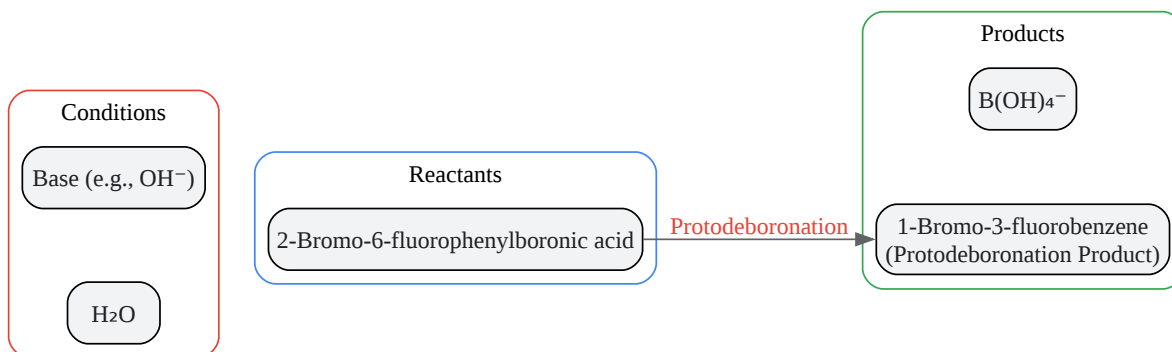 Conditions
Base (e.g., OH⁻)
H₂O
Reactants
2-Bromo-6-fluorophenylboronic acid
Protodeboronation
Products
B(OH)₄⁻
1-Bromo-3-fluorobenzene
(Protodeboronation Product)